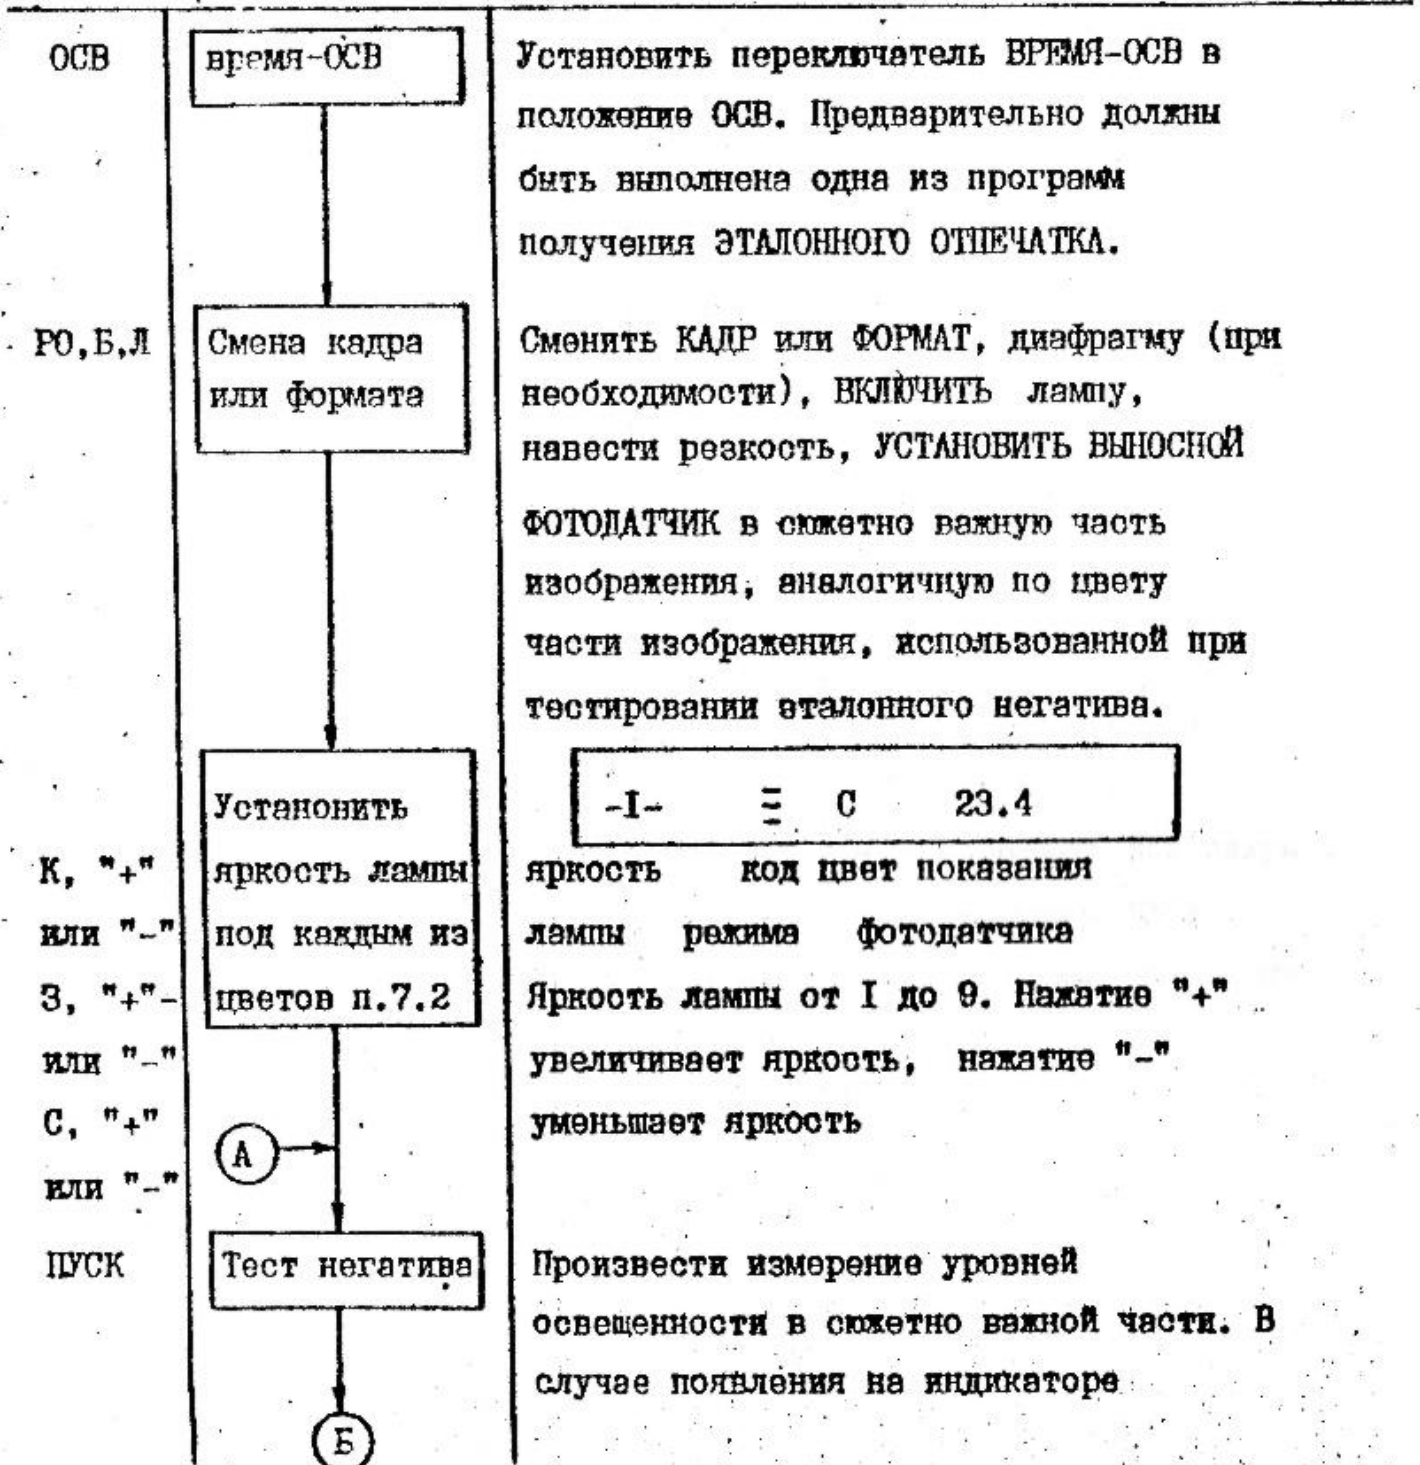 ОСВ
время-ОСВ
Установить переключатель ВРЕМЯ-ОСВ в
положение ОСВ. Предварительно должны
быть выполнена одна из программ
получения ЭТАЛОННОГО ОТПЕЧАТКА.
РО,Б,Л
Смена кадра
или формата
Сменить КАДР или ФОРМАТ, диафрагму (при
необходимости), ВКЛЮЧИТЬ лампу,
навести резкость, УСТАНОВИТЬ ВЫНОСНОЙ
ФОТОДАТЧИК в сюжетно важную часть
изображения, аналогичную по цвету
части изображения, использованной при
тестировании эталонного негатива.
К, "+"
или "-"
З, "+"-
или "-"
С, "+"
или "-"
Устанонить
яркость лампы
под каждым из
цветов п.7.2
-I- Ξ С 23.4
яркость код цвет показания
лампы режима фотодатчика
Яркость лампы от I до 9. Нажатие "+"
увеличивает яркость, нажатие "-"
уменьшает яркость
А
ПУСК
Тест негатива
Произвести измерение уровней
освещенности в сюжетно важной части. В
случае появления на индикаторе
Б